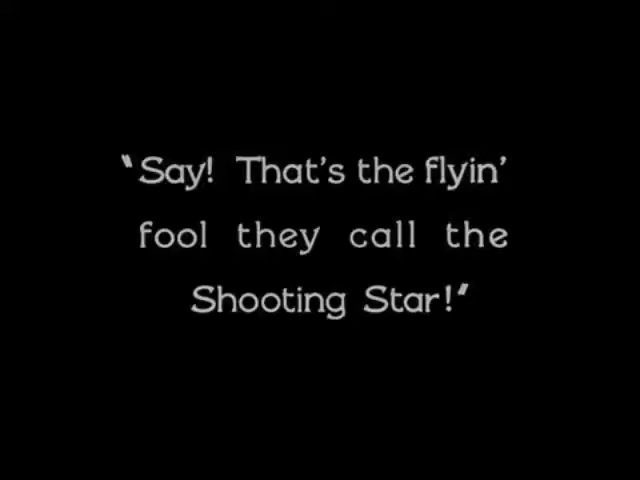 "Say! That's the flyin'
fool they call the
Shooting Star!"